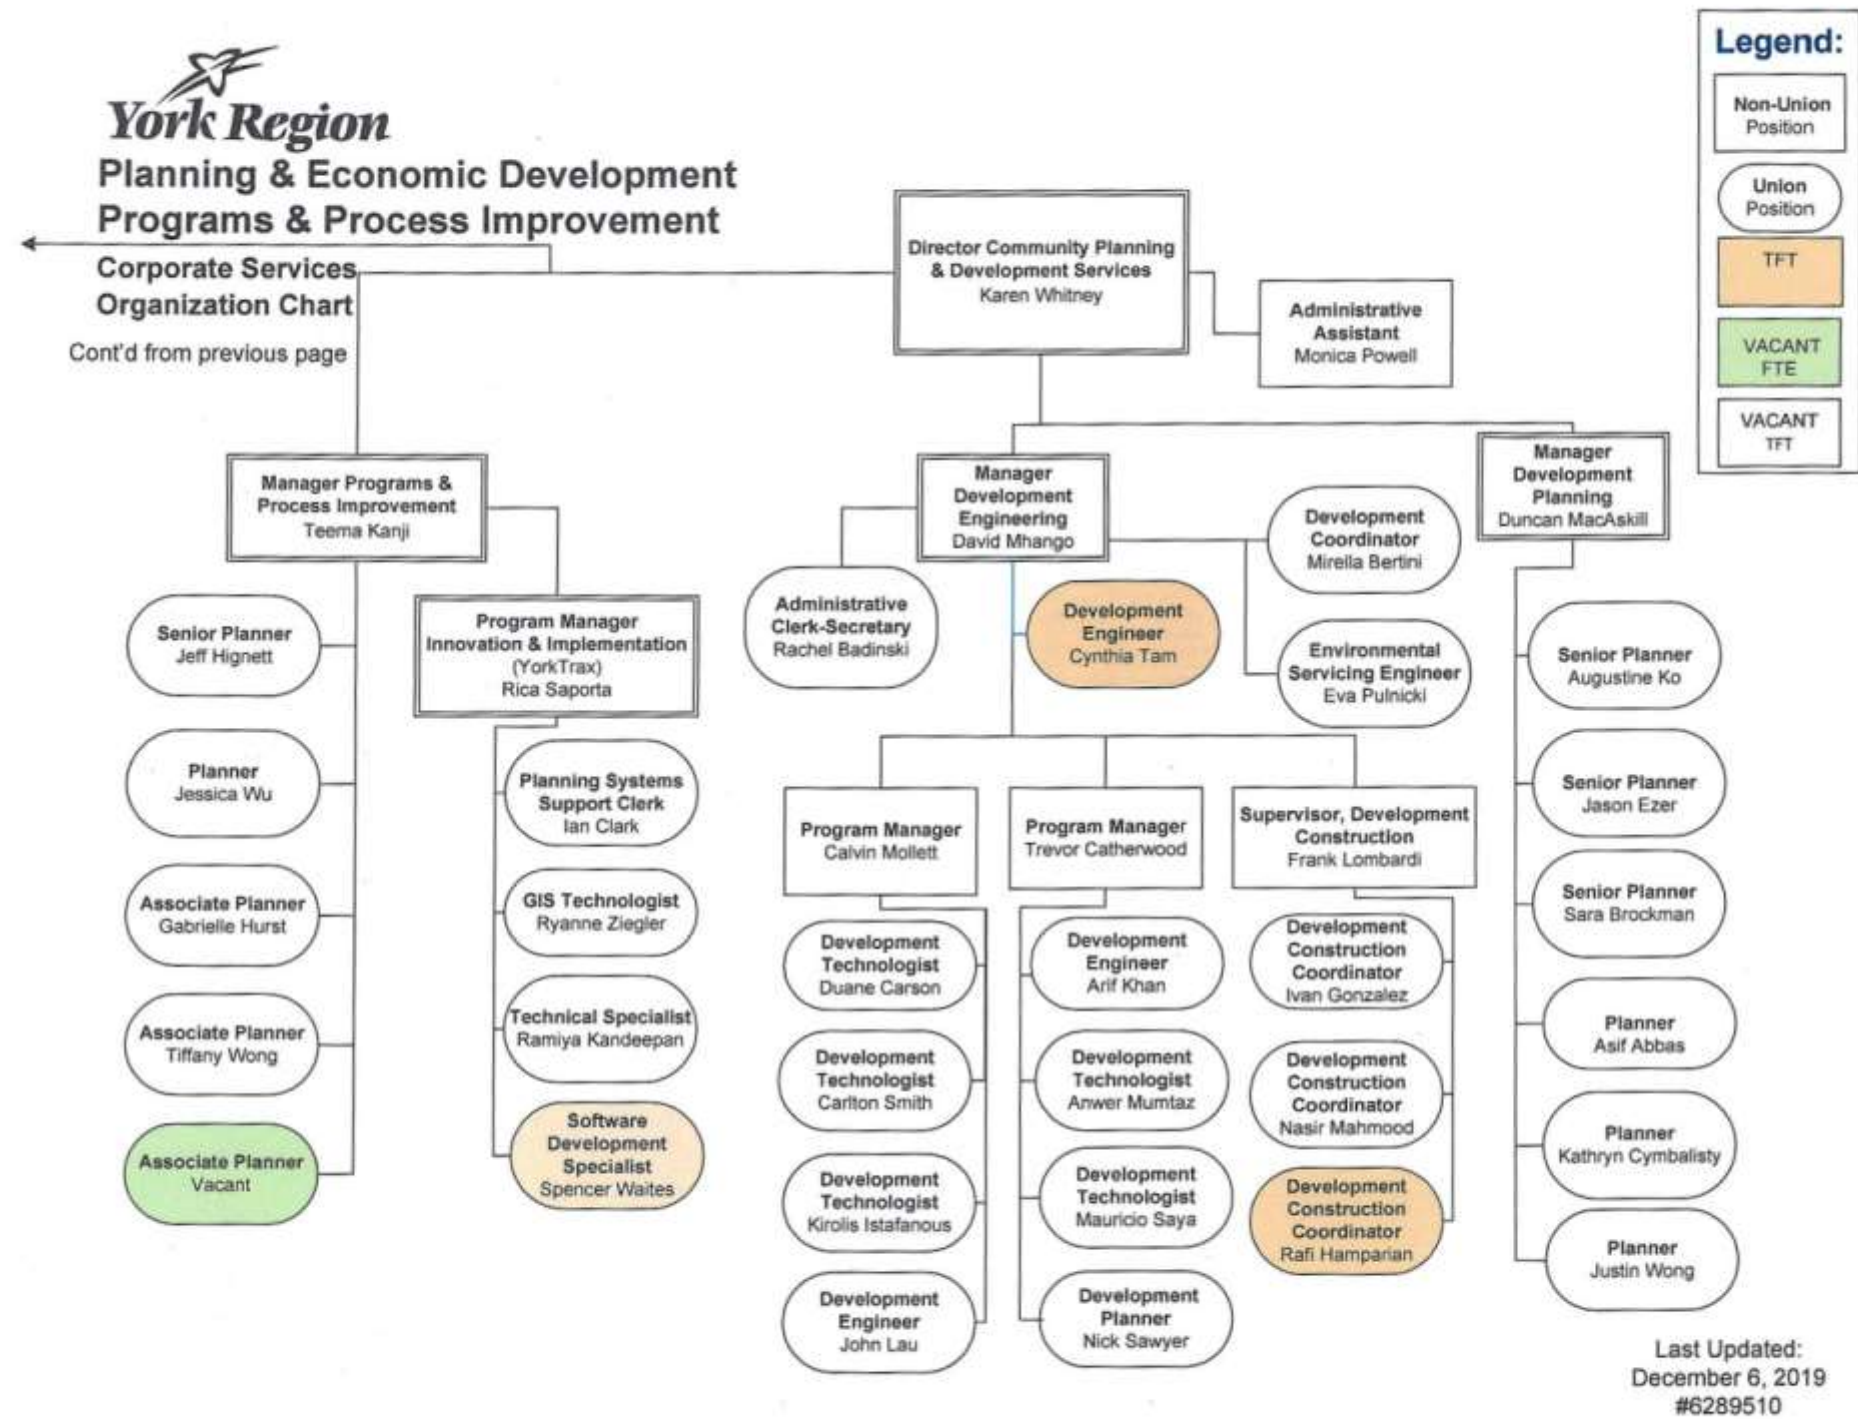 York Region
Planning & Economic Development
Programs & Process Improvement
Corporate Services
Organization Chart
Cont'd from previous page
Legend:
Non-Union
Position
Union
Position
TFT
VACANT
FTE
VACANT
TFT
Director Community Planning
& Development Services
Karen Whitney
Administrative
Assistant
Monica Powell
Manager Programs &
Process Improvement
Teema Kanji
Senior Planner
Jeff Hignett
Planner
Jessica Wu
Associate Planner
Gabrielle Hurst
Associate Planner
Tiffany Wong
Associate Planner
Vacant
Program Manager
Innovation & Implementation
(YorkTrax)
Rica Saporta
Planning Systems
Support Clerk
Ian Clark
GIS Technologist
Ryanne Ziegler
Technical Specialist
Ramiya Kandeepan
Software
Development
Specialist
Spencer Waites
Manager
Development
Engineering
David Mhango
Administrative
Clerk-Secretary
Rachel Badinski
Development
Engineer
Cynthia Tam
Development
Coordinator
Mirella Bertini
Environmental
Servicing Engineer
Eva Pulnicki
Program Manager
Calvin Mollett
Development
Technologist
Duane Carson
Development
Technologist
Carlton Smith
Development
Technologist
Kirolis Istafanous
Development
Engineer
John Lau
Program Manager
Trevor Catherwood
Development
Engineer
Arif Khan
Development
Technologist
Anwer Mumtaz
Development
Technologist
Mauricio Saya
Development
Planner
Nick Sawyer
Supervisor, Development
Construction
Frank Lombardi
Development
Construction
Coordinator
Ivan Gonzalez
Development
Construction
Coordinator
Nasir Mahmood
Development
Construction
Coordinator
Rafi Hamparian
Manager
Development
Planning
Duncan MacAskill
Senior Planner
Augustine Ko
Senior Planner
Jason Ezer
Senior Planner
Sara Brockman
Planner
Asif Abbas
Planner
Kathryn Cymbalisty
Planner
Justin Wong
Last Updated:
December 6, 2019
#6289510